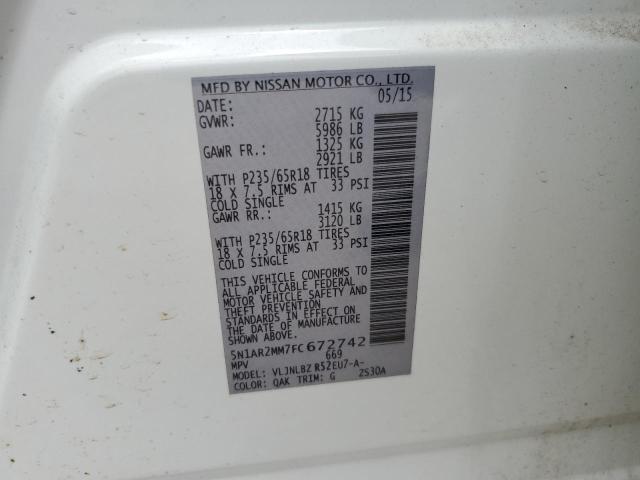 MFD BY NISSAN MOTOR CO., LTD.
DATE: 05/15
GVWR: 2715 KG
5986 LB
GAWR FR.: 1325 KG
2921 LB
WITH P235/65R18 TIRES
18 X 7.5 RIMS AT 33 PSI
COLD SINGLE
GAWR RR.: 1415 KG
3120 LB
WITH P235/65R18 TIRES
18 X 7.5 RIMS AT 33 PSI
COLD SINGLE
THIS VEHICLE CONFORMS TO
ALL APPLICABLE FEDERAL
MOTOR VEHICLE SAFETY AND
THEFT PREVENTION
STANDARDS IN EFFECT ON
THE DATE OF MANUFACTURE
5N1AR2MM7FC672742
MPV 669
MODEL: VLJNLBZ R52EU7-A-
COLOR: QAK TRIM: G 2S30A